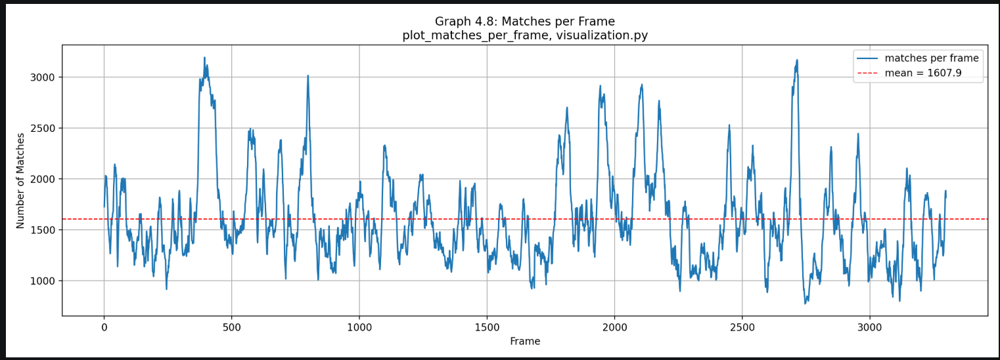 Graph 4.8: Matches per Frame
plot_matches_per_frame, visualization.py
matches per frame
mean = 1607.9
Number of Matches
3000
2500
2000
1500
1000
0 500 1000 1500 2000 2500 3000
Frame